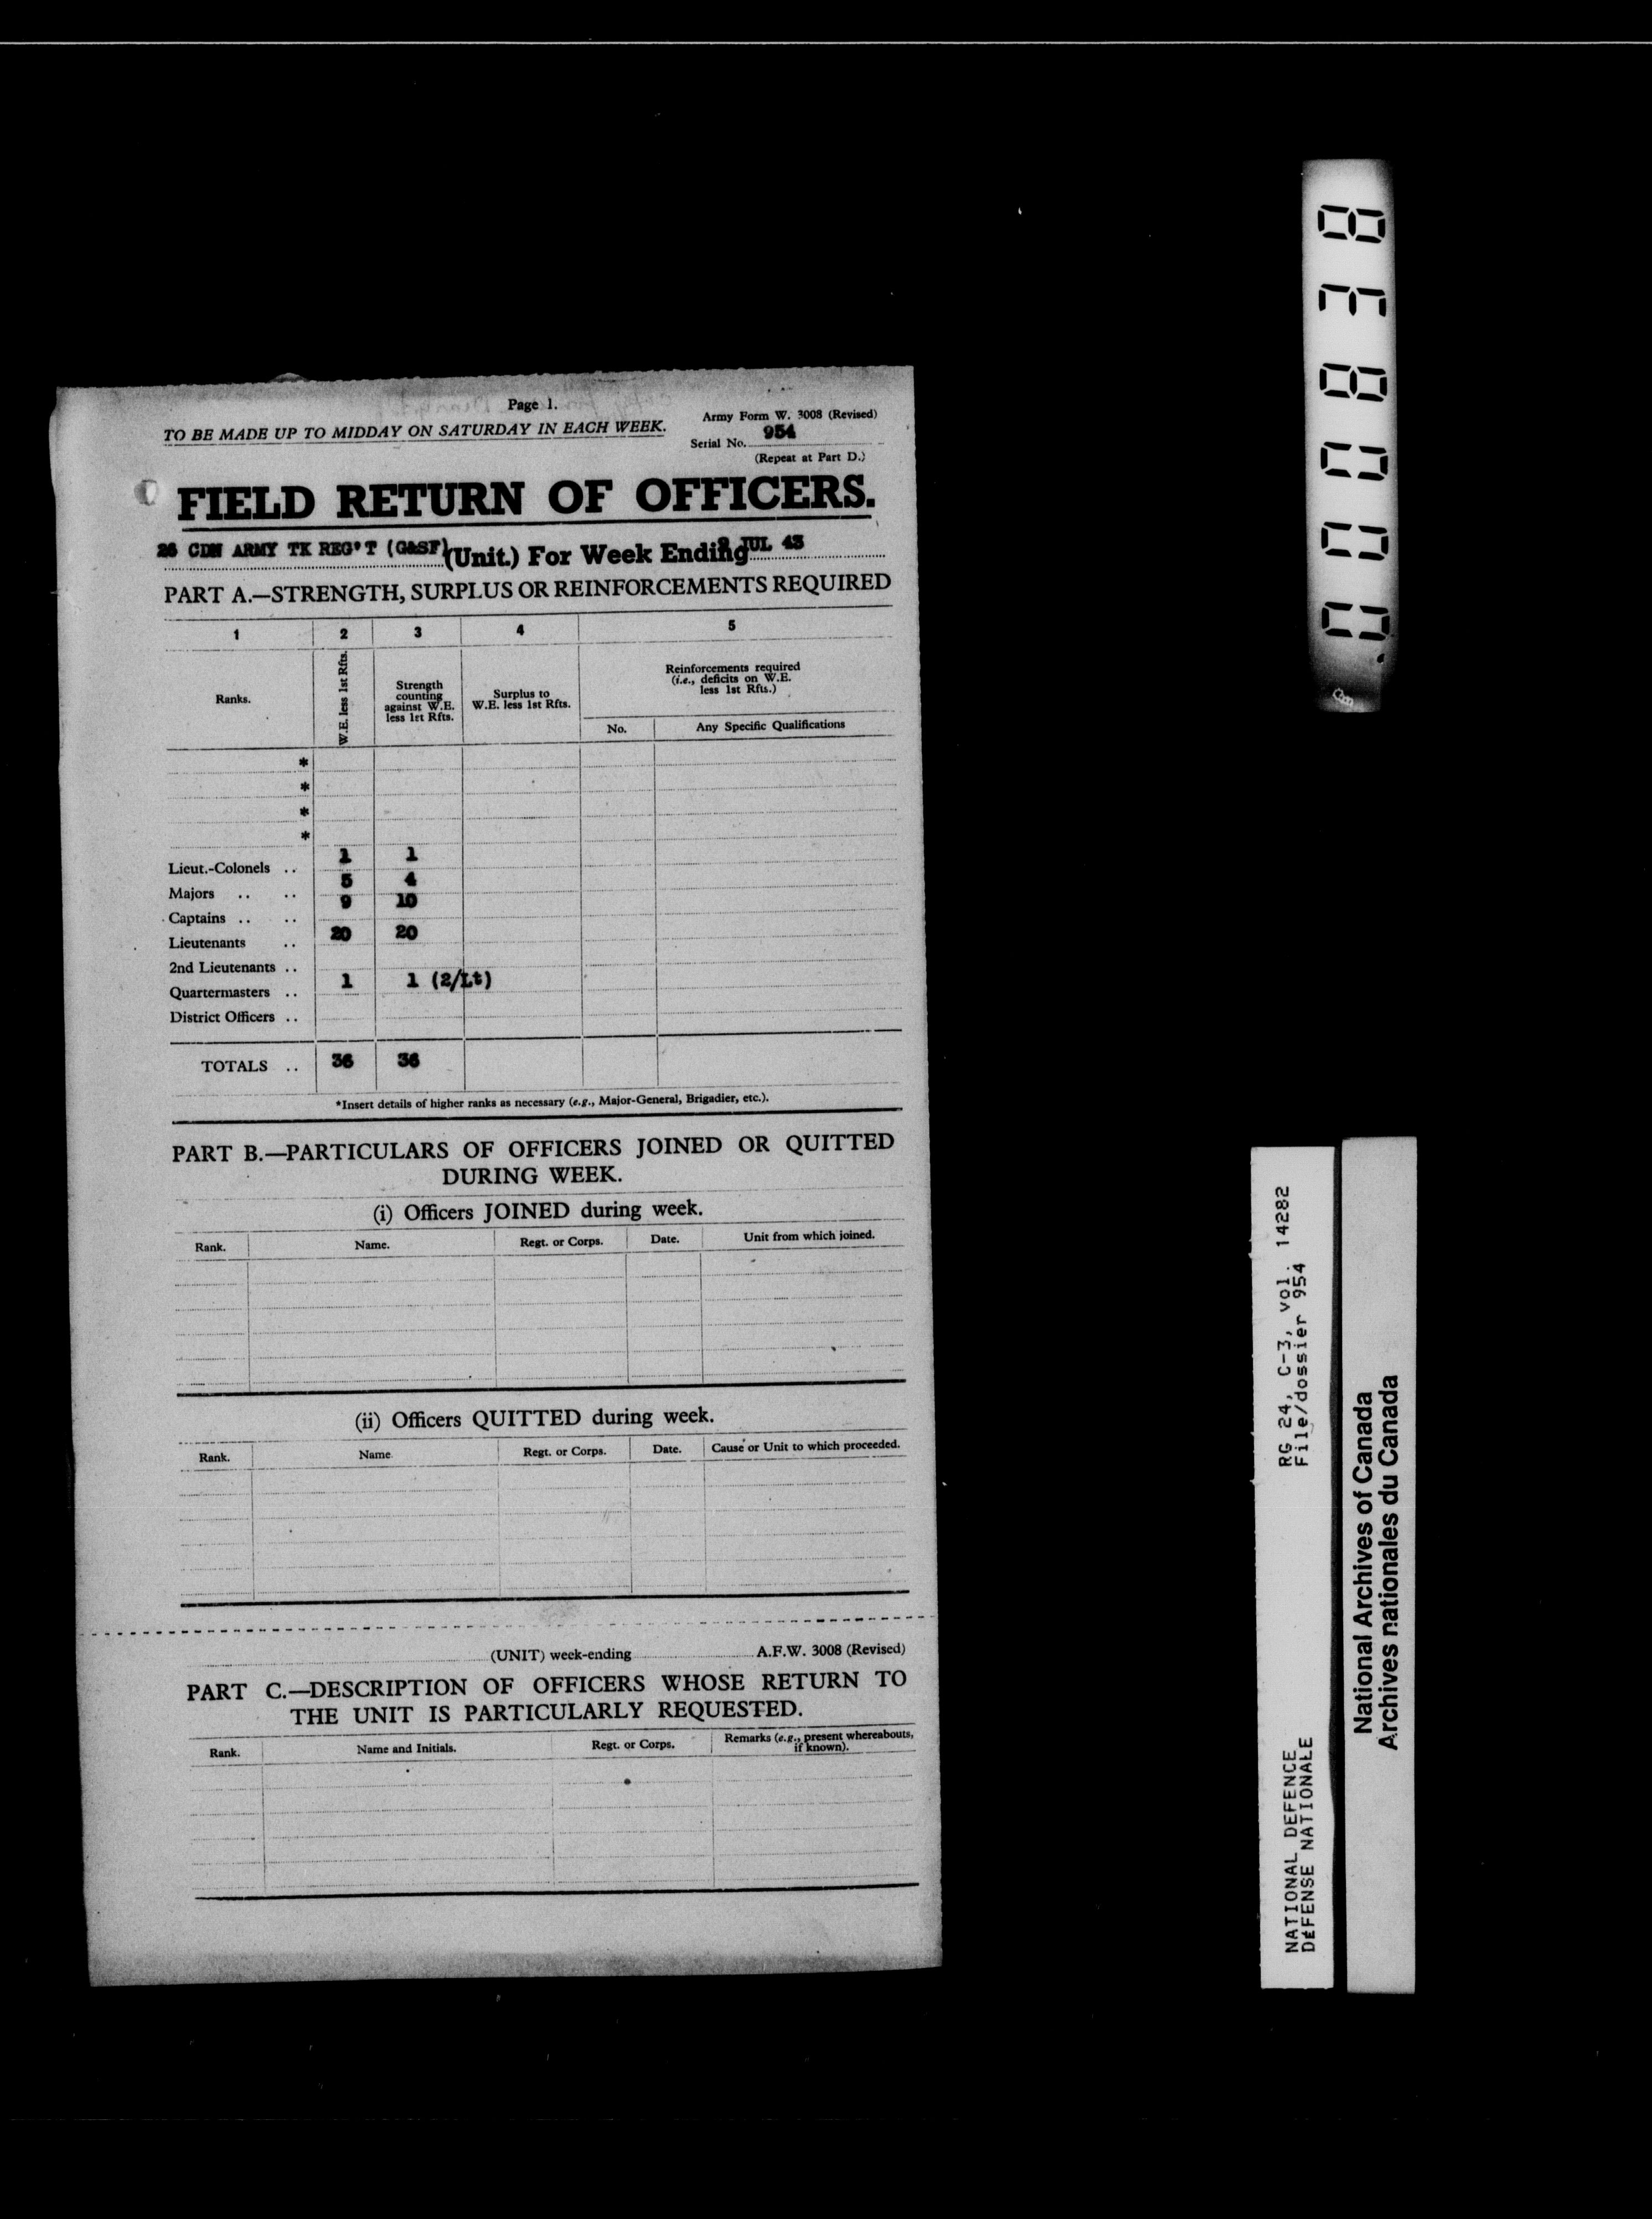 Page 1.
TO BE MADE UP TO MIDDAY ON SATURDAY IN EACH WEEK.
Army Form W. 3008 (Revised)
Serial No. 954
(Repeat at Part D.)
FIELD RETURN OF OFFICERS.
26 CDN ARMY TK REG'T (G&SF) (Unit.) For Week Ending JUL 43
PART A.—STRENGTH, SURPLUS OR REINFORCEMENTS REQUIRED
1 2 3 4 5
Ranks.
W.E. less 1st Rfts.
Strength counting against W.E. less 1rt Rfts.
Surplus to W.E. less 1st Rfts.
Reinforcements required (i.e., deficits on W.E. less 1st Rfts.)
No. Any Specific Qualifications
*
*
*
*
Lieut.-Colonels .. 1 1
Majors .. .. 5 4
Captains .. .. 9 10
Lieutenants .. 20 20
2nd Lieutenants ..
Quartermasters .. 1 1 (2/Lt)
District Officers ..
TOTALS .. 36 36
*Insert details of higher ranks as necessary (e.g., Major-General, Brigadier, etc.).
PART B.—PARTICULARS OF OFFICERS JOINED OR QUITTED
DURING WEEK.
(i) Officers JOINED during week.
Rank. Name. Regt. or Corps. Date. Unit from which joined.
(ii) Officers QUITTED during week.
Rank. Name Regt. or Corps. Date. Cause or Unit to which proceeded.
(UNIT) week-ending A.F.W. 3008 (Revised)
PART C.—DESCRIPTION OF OFFICERS WHOSE RETURN TO
THE UNIT IS PARTICULARLY REQUESTED.
Rank. Name and Initials. Regt. or Corps. Remarks (e.g., present whereabouts, if known).
000838
NATIONAL DEFENCE RG 24, C-3, vol. 14282
DEFENSE NATIONALE File/dossier 954
National Archives of Canada
Archives nationales du Canada